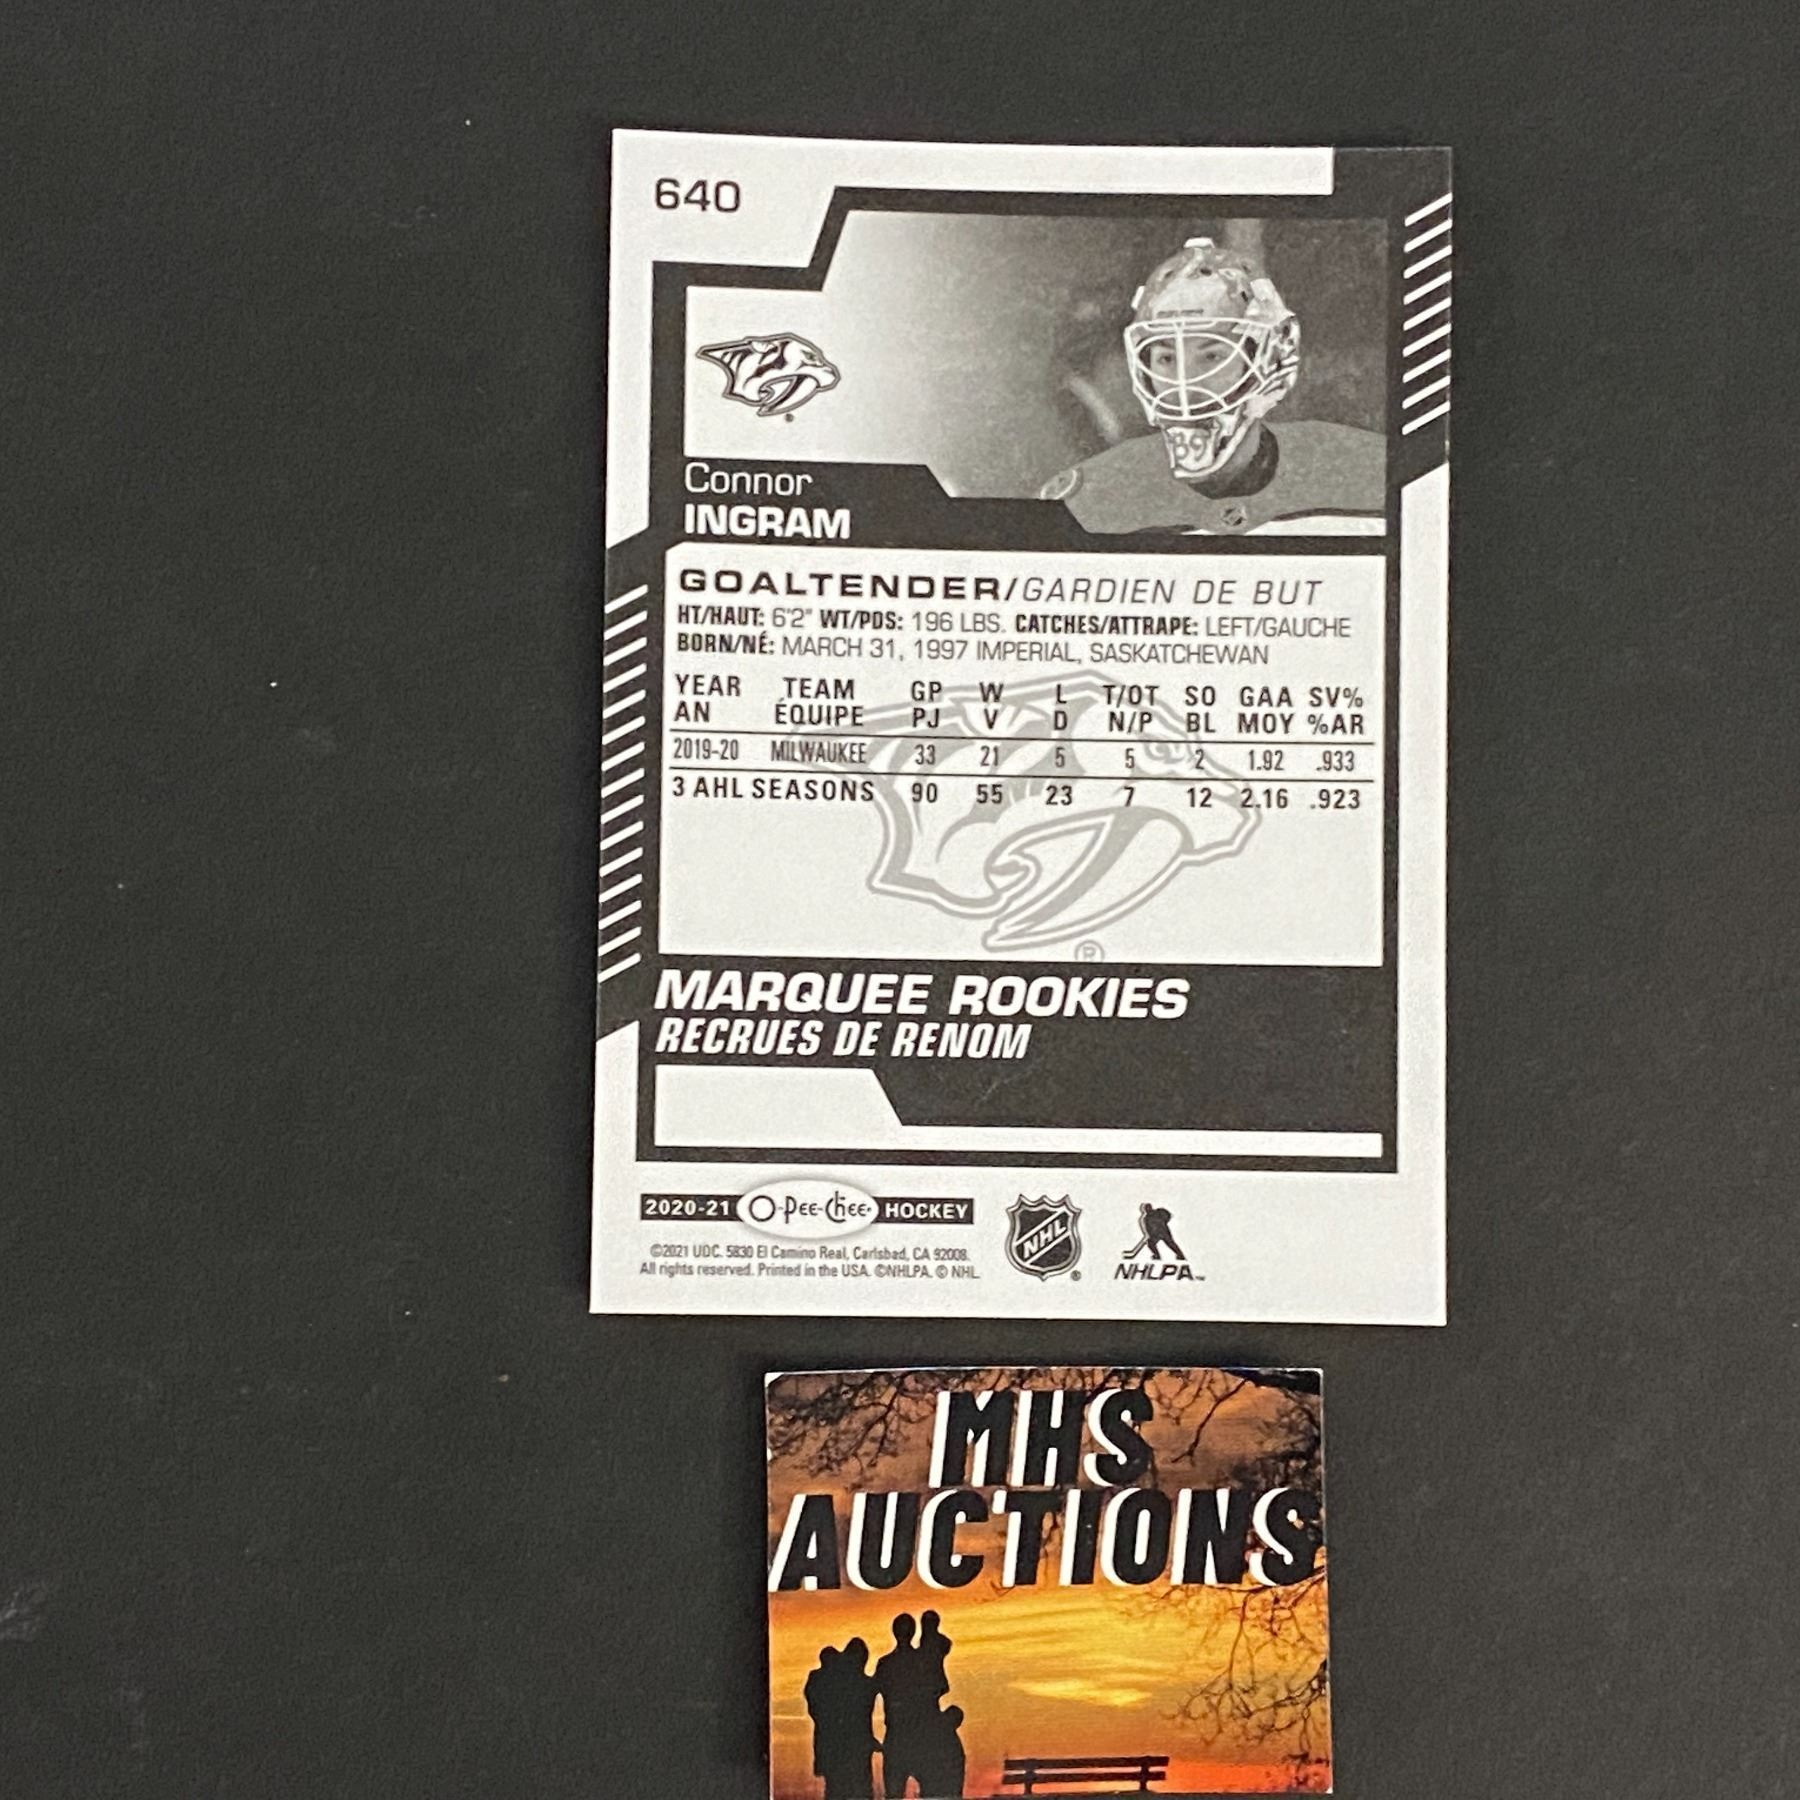 640
89
Connor
INGRAM
GOALTENDER/GARDIEN DE BUT
HT/HAUT: 6'2" WT/PDS: 196 LBS. CATCHES/ATTRAPE: LEFT/GAUCHE
BORN/NÉ: MARCH 31, 1997 IMPERIAL, SASKATCHEWAN
YEAR TEAM GP W L T/OT SO GAA SV%
AN ÉQUIPE PJ V D N/P BL MOY %AR
2019-20 MILWAUKEE 33 21 5 5 2 1.92 .933
3 AHL SEASONS 90 55 23 7 12 2.16 .923
MARQUEE ROOKIES
RECRUES DE RENOM
2020-21 O-Pee-Chee HOCKEY
©2021 UDC. 5830 El Camino Real, Carlsbad, CA 92008.
All rights reserved. Printed in the USA. ©NHLPA. © NHL.
NHL
NHLPA™
MHS
AUCTIONS